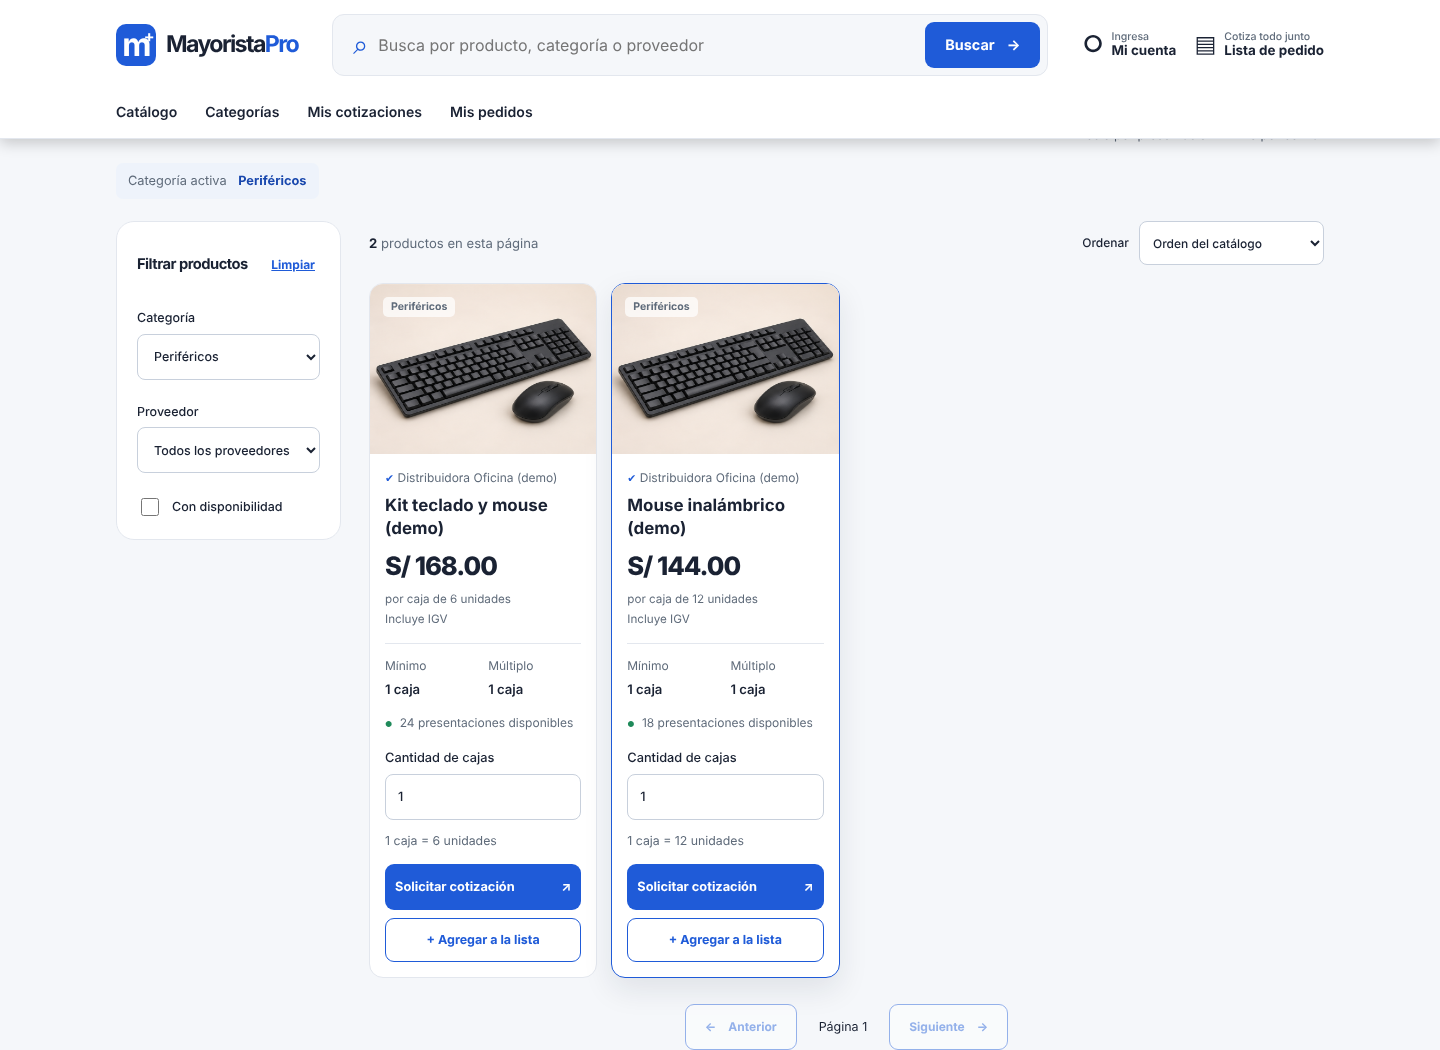 m+ MayoristaPro
Busca por producto, categoría o proveedor
Buscar →
Ingresa
Mi cuenta
Cotiza todo junto
Lista de pedido
Catálogo Categorías Mis cotizaciones Mis pedidos
Categoría activa Periféricos
Filtrar productos Limpiar
Categoría
Periféricos
Proveedor
Todos los proveedores
Con disponibilidad
2 productos en esta página
Ordenar Orden del catálogo
Periféricos
✓ Distribuidora Oficina (demo)
Kit teclado y mouse
(demo)
S/ 168.00
por caja de 6 unidades
Incluye IGV
Mínimo Múltiplo
1 caja 1 caja
● 24 presentaciones disponibles
Cantidad de cajas
1
1 caja = 6 unidades
Solicitar cotización ↗
+ Agregar a la lista
Periféricos
✓ Distribuidora Oficina (demo)
Mouse inalámbrico
(demo)
S/ 144.00
por caja de 12 unidades
Incluye IGV
Mínimo Múltiplo
1 caja 1 caja
● 18 presentaciones disponibles
Cantidad de cajas
1
1 caja = 12 unidades
Solicitar cotización ↗
+ Agregar a la lista
← Anterior Página 1 Siguiente →